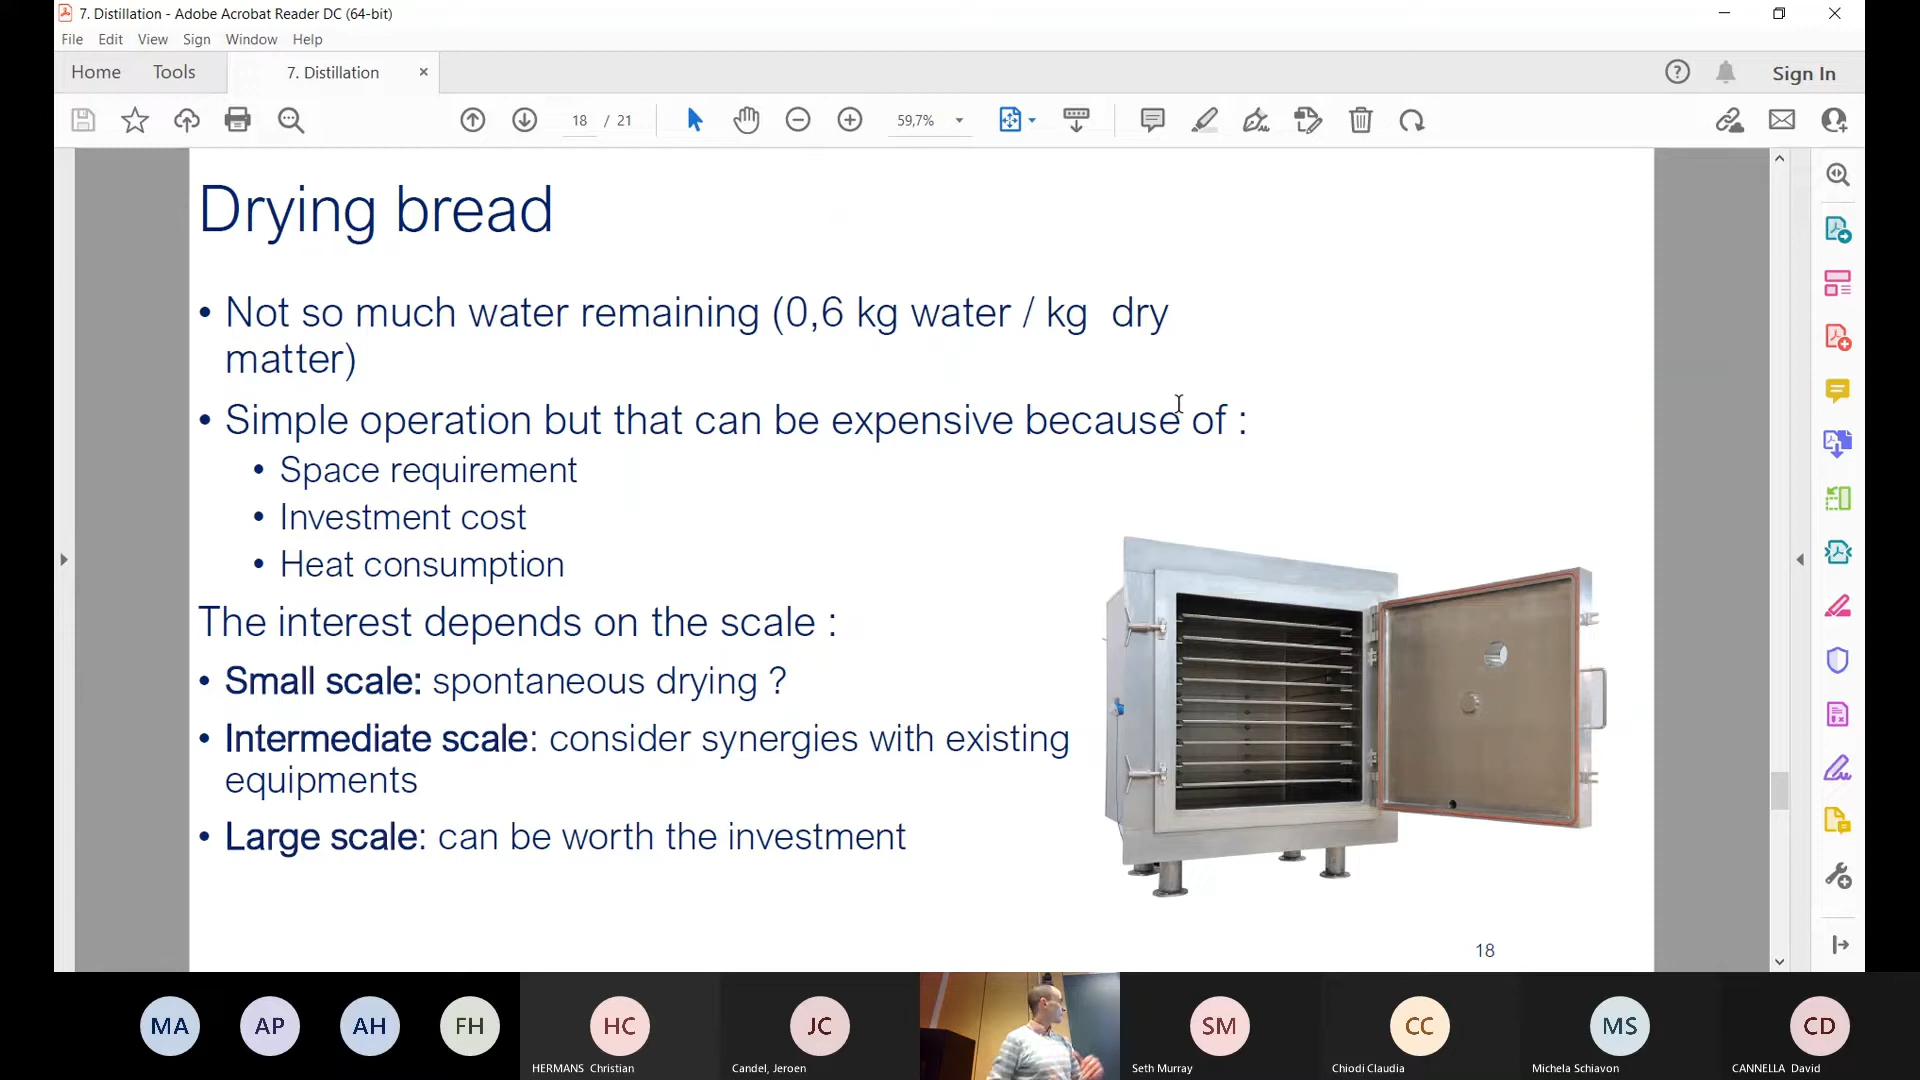 7. Distillation - Adobe Acrobat Reader DC (64-bit)
File Edit View Sign Window Help
Home Tools 7. Distillation × Sign In
18 / 21 59,7%
Drying bread
• Not so much water remaining (0,6 kg water / kg dry
matter)
• Simple operation but that can be expensive because of :
• Space requirement
• Investment cost
• Heat consumption
The interest depends on the scale :
• Small scale: spontaneous drying ?
• Intermediate scale: consider synergies with existing
equipments
• Large scale: can be worth the investment
18
MA AP AH FH HC JC SM CC MS CD
HERMANS Christian Candel, Jeroen Seth Murray Chiodi Claudia Michela Schiavon CANNELLA David